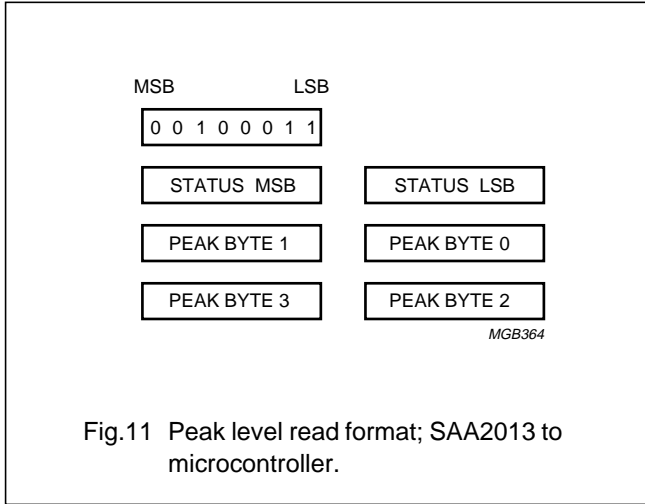 MSB LSB
0 0 1 0 0 0 1 1
STATUS MSB STATUS LSB
PEAK BYTE 1 PEAK BYTE 0
PEAK BYTE 3 PEAK BYTE 2
MGB364
Fig.11 Peak level read format; SAA2013 to
microcontroller.